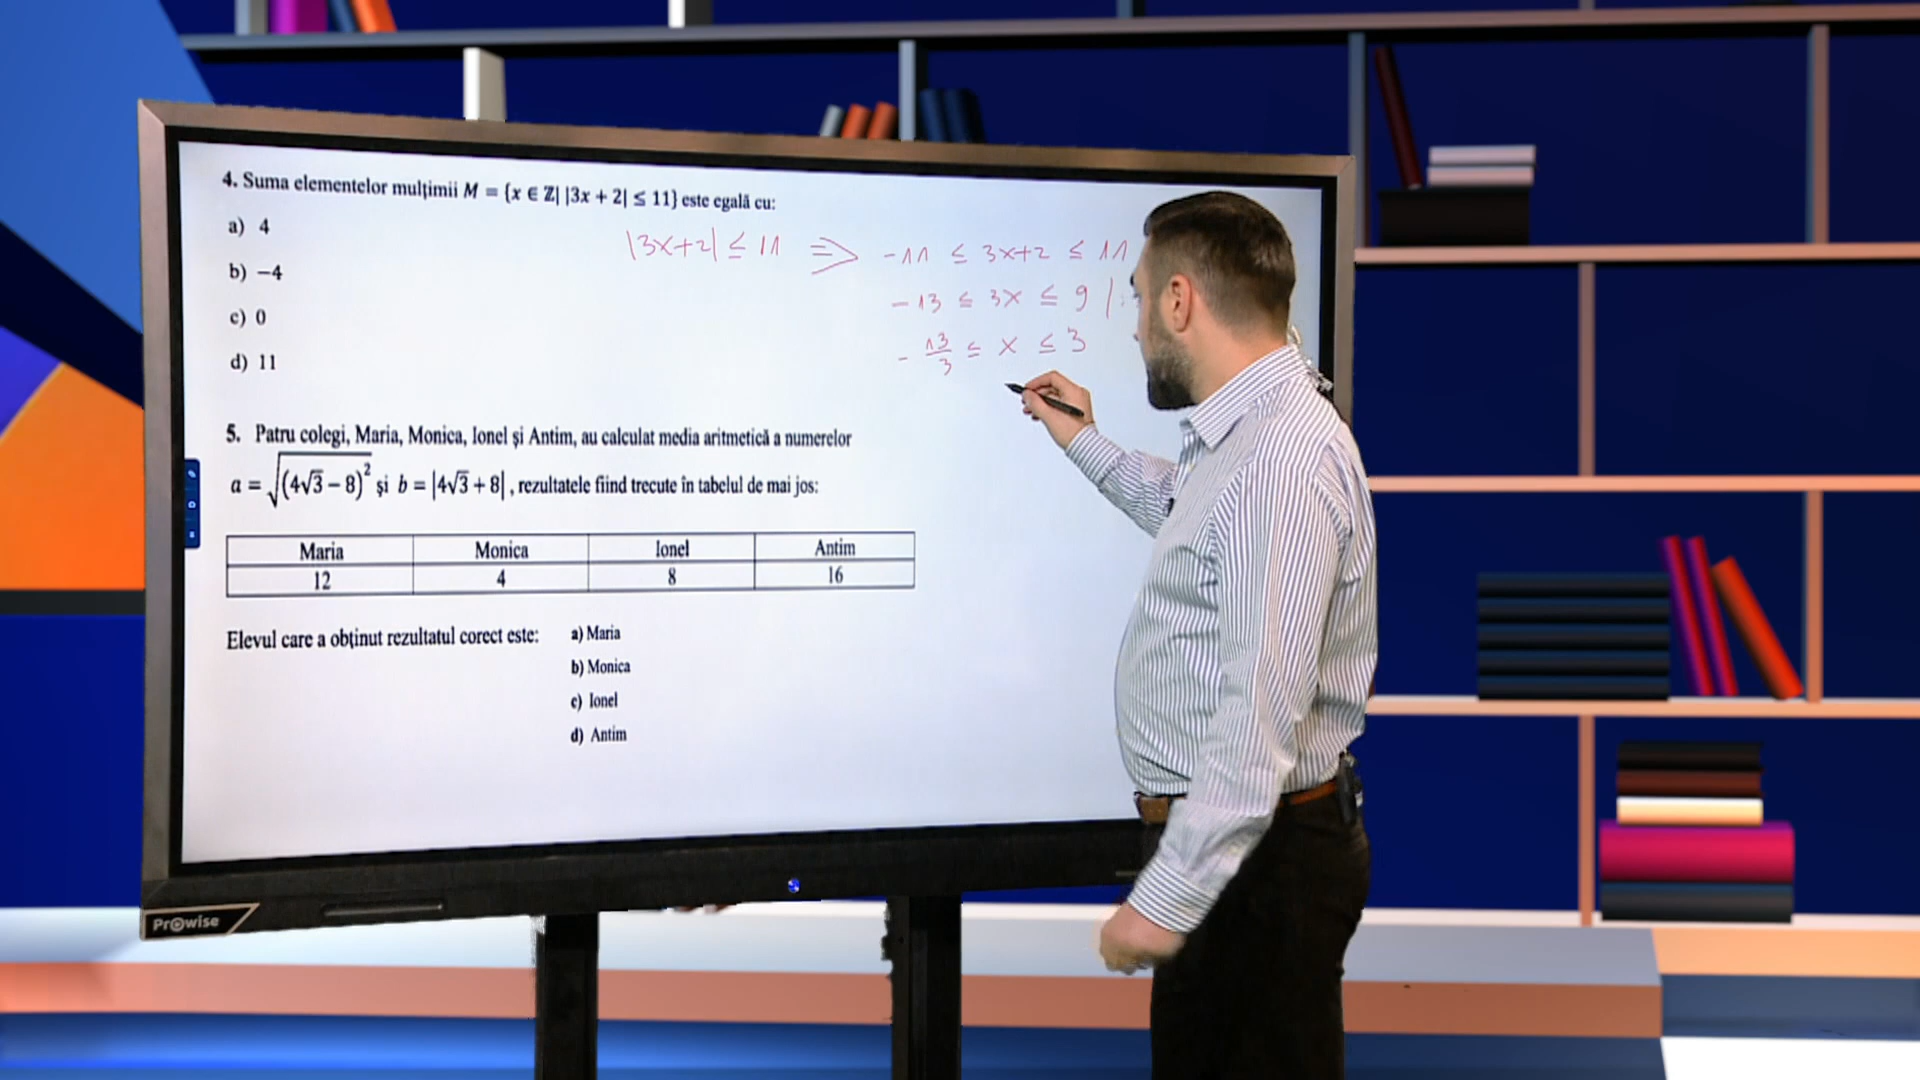 4. Suma elementelor mulțimii M = {x ∈ ℤ| |3x + 2| ≤ 11} este egală cu:
a) 4
b) −4
c) 0
d) 11
|3x+2| ≤ 11 ⇒ -11 ≤ 3x+2 ≤ 11
-13 ≤ 3x ≤ 9 |:
-13/3 ≤ x ≤ 3
5. Patru colegi, Maria, Monica, Ionel și Antim, au calculat media aritmetică a numerelor
a = √(4√3 − 8)² și b = |4√3 + 8|, rezultatele fiind trecute în tabelul de mai jos:
Maria Monica Ionel Antim
12 4 8 16
Elevul care a obținut rezultatul corect este: a) Maria
b) Monica
c) Ionel
d) Antim
Prowise